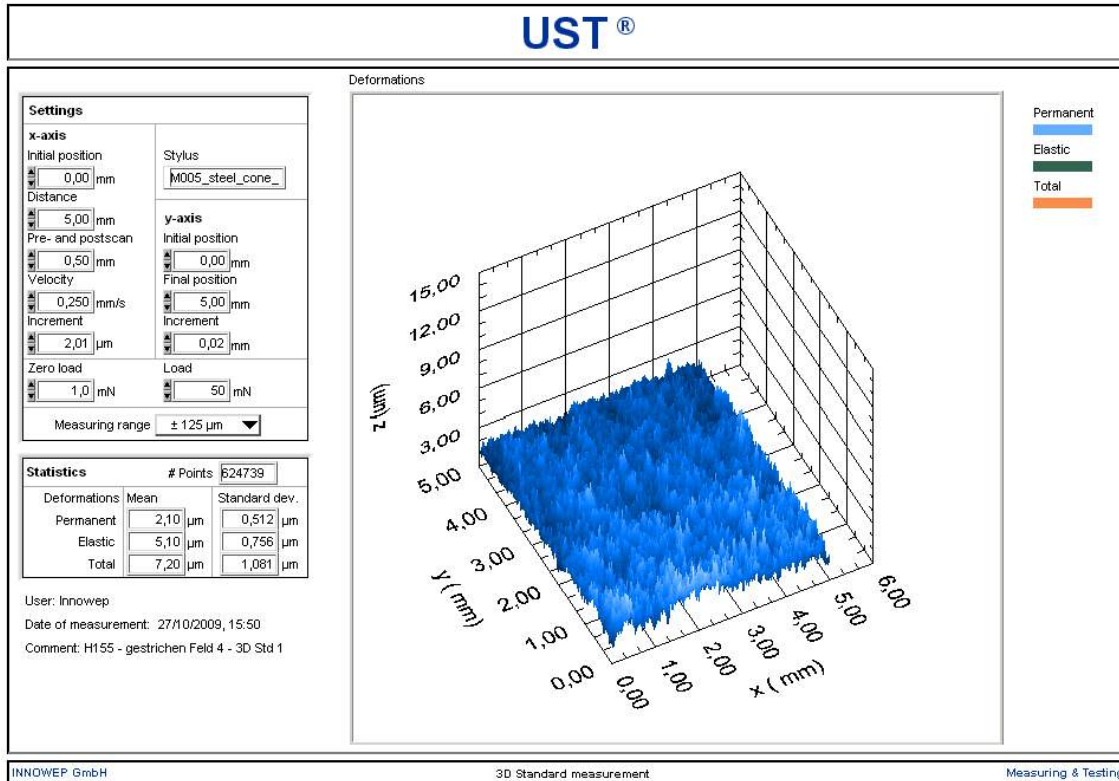 UST ®
Deformations
Settings
x-axis
Initial position
0,00 mm
Distance
5,00 mm
Pre- and postscan
0,50 mm
Velocity
0,250 mm/s
Increment
2,01 µm
Stylus
M005_steel_cone_
y-axis
Initial position
0,00 mm
Final position
5,00 mm
Increment
0,02 mm
Zero load
1,0 mN
Load
50 mN
Measuring range ± 125 µm
Statistics # Points 624739
Deformations Mean Standard dev.
Permanent 2,10 µm 0,512 µm
Elastic 5,10 µm 0,756 µm
Total 7,20 µm 1,081 µm
User: Innowep
Date of measurement: 27/10/2009, 15:50
Comment: H155 - gestrichen Feld 4 - 3D Std 1
15,00
12,00
9,00
6,00
3,00
z (µm)
5,00
4,00
3,00
2,00
1,00
0,00
y ( mm)
0,00
1,00
2,00
3,00
4,00
5,00
6,00
x ( mm)
Permanent
Elastic
Total
INNOWEP GmbH
3D Standard measurement
Measuring & Testing